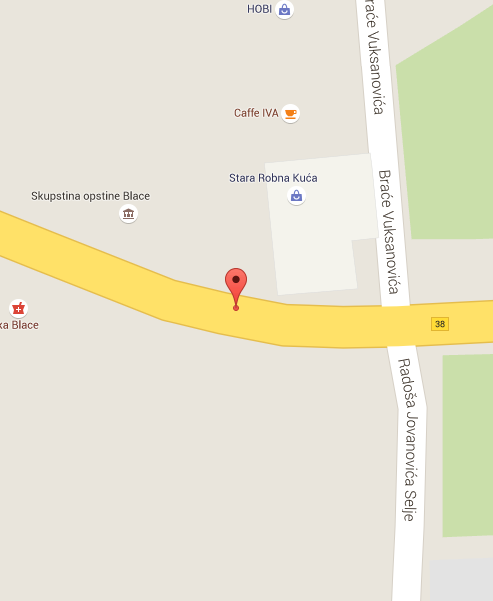 HOBI
Braće Vuksanovića
Caffe IVA
Stara Robna Kuća
Braće Vuksanovića
Skupstina opstine Blace
ka Blace
38
Radoša Jovanovića Selje